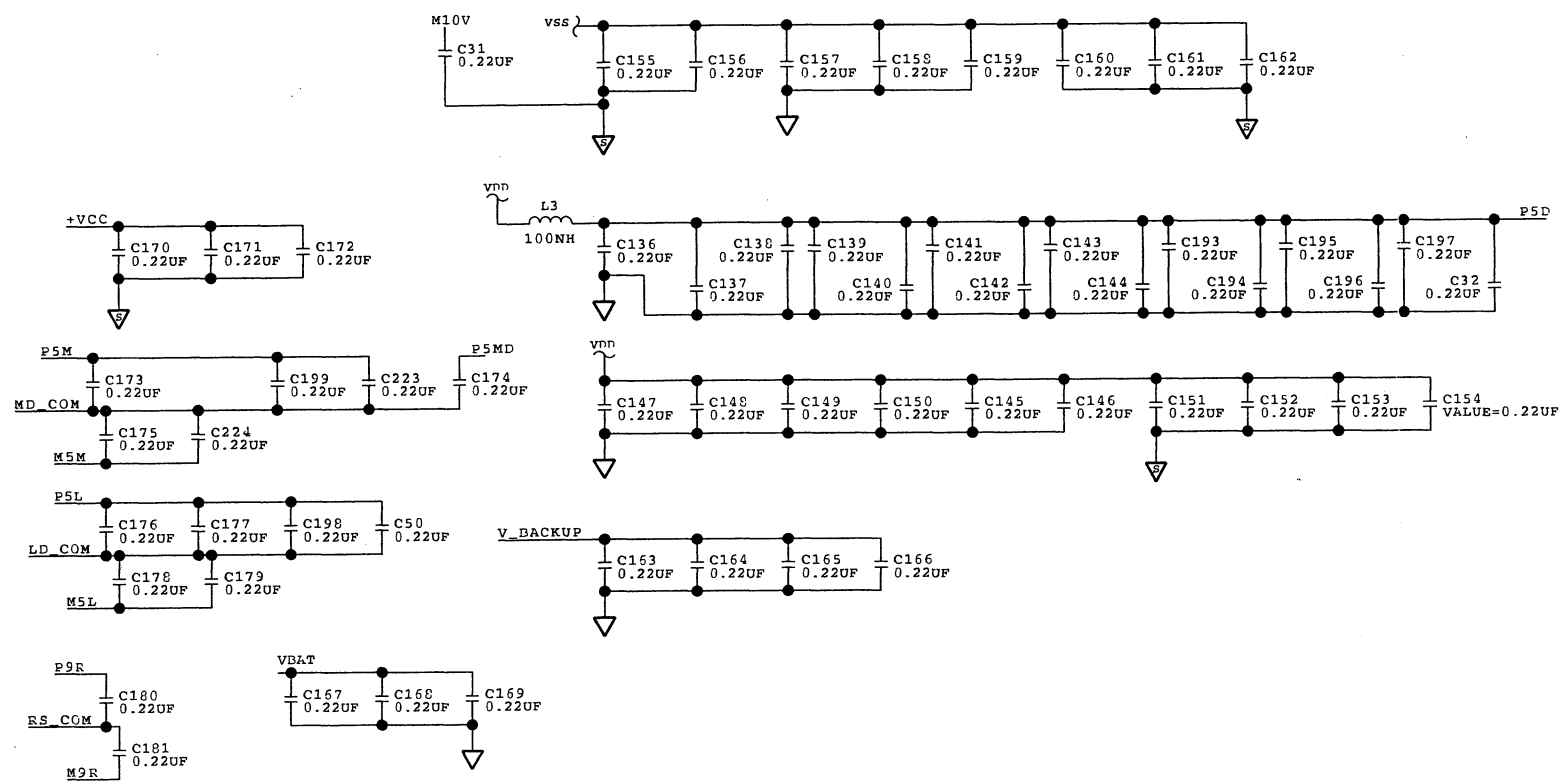 M10V
C31
0.22UF
VSS
C155
0.22UF
C156
0.22UF
C157
0.22UF
C158
0.22UF
C159
0.22UF
C160
0.22UF
C161
0.22UF
C162
0.22UF
S
S
+VCC
C170
0.22UF
C171
0.22UF
C172
0.22UF
S
VDD
L3
100NH
P5D
C136
0.22UF
C137
0.22UF
C138
0.22UF
C139
0.22UF
C140
0.22UF
C141
0.22UF
C142
0.22UF
C143
0.22UF
C144
0.22UF
C193
0.22UF
C194
0.22UF
C195
0.22UF
C196
0.22UF
C197
0.22UF
C32
0.22UF
P5M
C173
0.22UF
C199
0.22UF
C223
0.22UF
P5MD
C174
0.22UF
MD_COM
C175
0.22UF
C224
0.22UF
M5M
VDD
C147
0.22UF
C148
0.22UF
C149
0.22UF
C150
0.22UF
C145
0.22UF
C146
0.22UF
C151
0.22UF
C152
0.22UF
C153
0.22UF
C154
VALUE=0.22UF
S
P5L
C176
0.22UF
C177
0.22UF
C198
0.22UF
C50
0.22UF
LD_COM
C178
0.22UF
C179
0.22UF
M5L
V_BACKUP
C163
0.22UF
C164
0.22UF
C165
0.22UF
C166
0.22UF
P9R
C180
0.22UF
RS_COM
C181
0.22UF
M9R
VBAT
C167
0.22UF
C168
0.22UF
C169
0.22UF